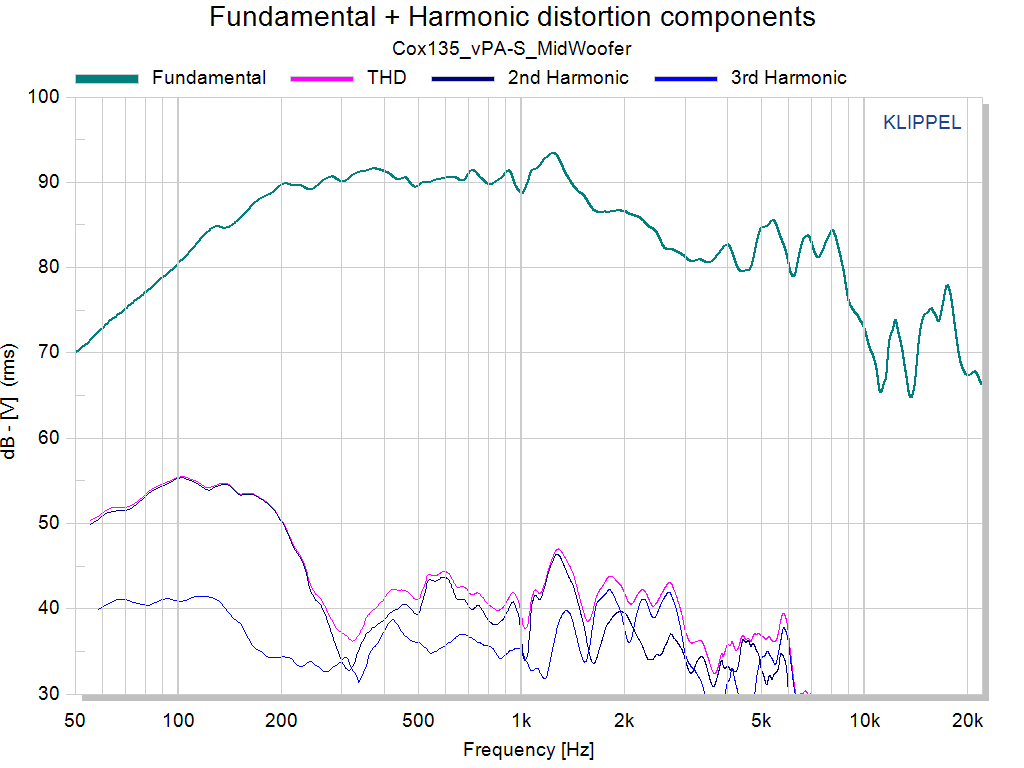 Fundamental + Harmonic distortion components
Cox135_vPA-S_MidWoofer
Fundamental THD 2nd Harmonic 3rd Harmonic
KLIPPEL
100
90
80
70
60
50
40
30
dB - [V] (rms)
50 100 200 500 1k 2k 5k 10k 20k
Frequency [Hz]